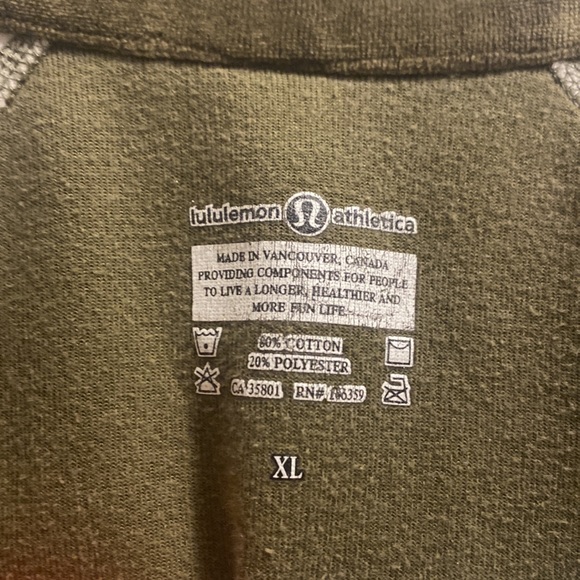 lululemon athletica
MADE IN VANCOUVER, CANADA
PROVIDING COMPONENTS FOR PEOPLE
TO LIVE A LONGER, HEALTHIER AND
MORE FUN LIFE.
80% COTTON
20% POLYESTER
CA 35801 RN# 106359
XL